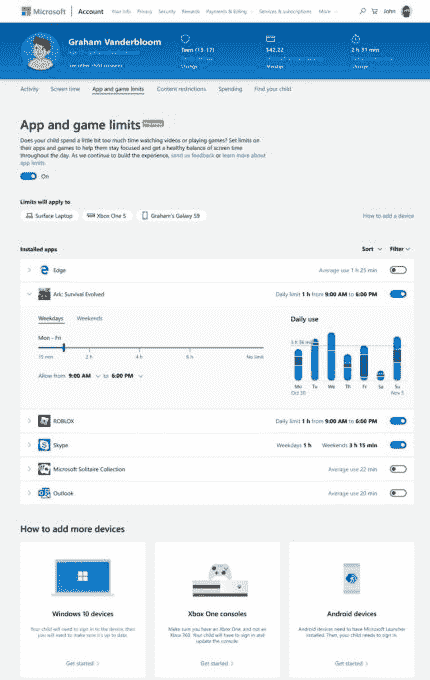 Microsoft | Account Your info Privacy Security Rewards Payments & billing Services & subscriptions More John
Graham Vanderbloom
Teen (13-17) $42.22 2 h 31 min
Activity Screen time App and game limits Content restrictions Spending Find your child
App and game limits
Does your child spend a little bit too much time watching videos or playing games? Set limits on
their apps and games to help them stay focused and get a healthy balance of screen time
throughout the day. As we continue to build the experience, send us feedback or learn more about
app limits.
On
Limits will apply to
Surface Laptop Xbox One S Graham's Galaxy S9 How to add a device
Installed apps Sort Filter
Edge Average use 1 h 25 min
Ark: Survival Evolved Daily limit 1 h from 9:00 AM to 6:00 PM
Weekdays Weekends Daily use
Mon - Fri
15 min 2 h 4 h 6 h No limit
Allow from 9:00 AM to 6:00 PM
Mo Tu We Th Fr Sa Su
Oct 30 Nov 5
ROBLOX Daily limit 1 h from 9:00 AM to 6:00 PM
Skype Weekdays 1 h Weekends 3 h 15 min
Microsoft Solitaire Collection Average use 22 min
Outlook Average use 20 min
How to add more devices
Windows 10 devices Xbox One consoles Android devices
Your child will need to sign in to the device, then
you will need to make sure it's up to date.
Make sure you have an Xbox One, and not an
Xbox 360. Your child will have to sign in and
update the console.
Android devices need to have Microsoft Launcher
installed. Then, your child needs to sign in.
Get started Get started Get started